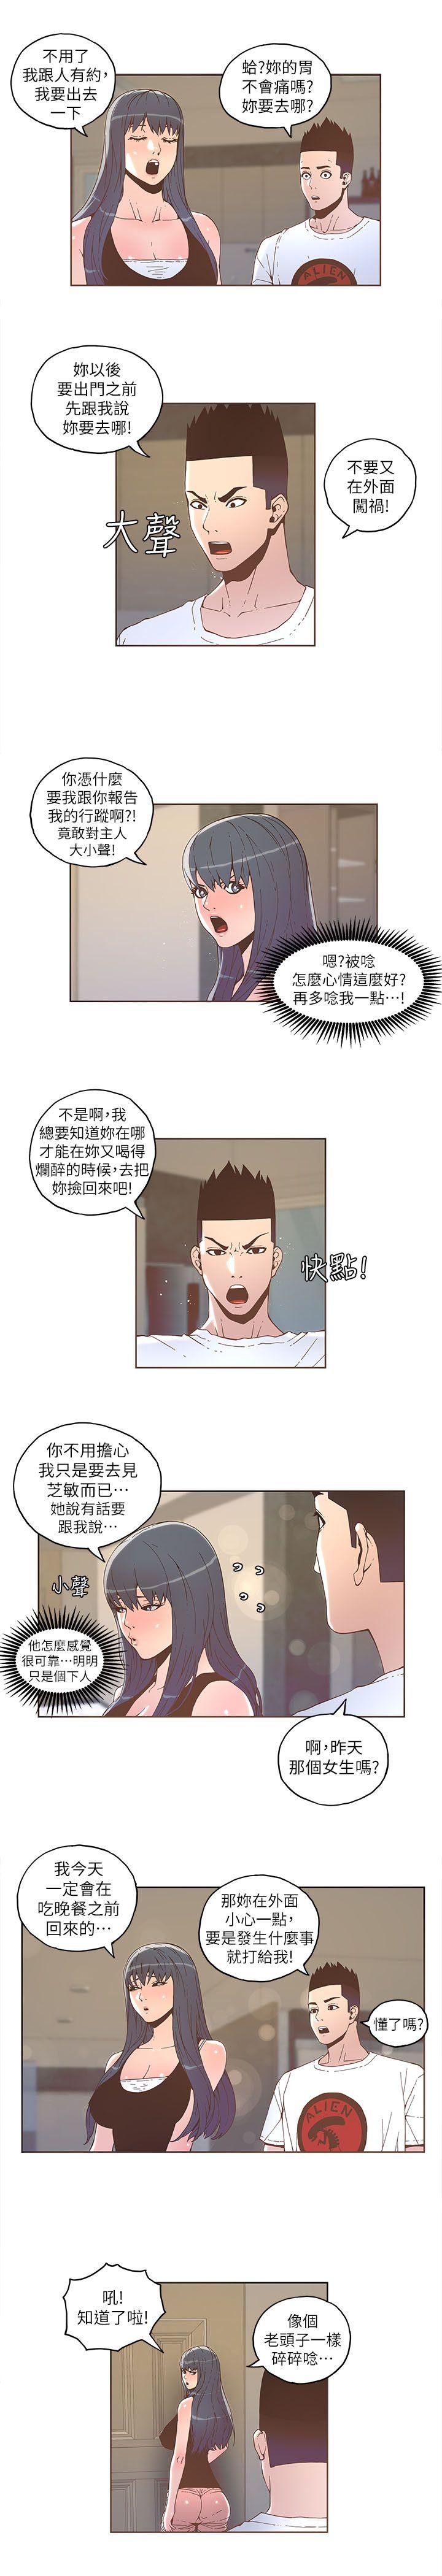 不用了
我跟人有約，
我要出去
一下
蛤?妳的胃
不會痛嗎?
妳要去哪?
ALIEN
妳以後
要出門之前
先跟我說
妳要去哪!
大聲
不要又
在外面
闖禍!
你憑什麼
要我跟你報告
我的行蹤啊?!
竟敢對主人
大小聲!
嗯?被唸
怎麼心情這麼好?
再多唸我一點…!
不是啊，我
總要知道妳在哪
才能在妳又喝得
爛醉的時候，去把
妳撿回來吧!
快點!
你不用擔心
我只是要去見
芝敏而已…
她說有話要
跟我說…
小聲
他怎麼感覺
很可靠…明明
只是個下人
啊，昨天
那個女生嗎?
我今天
一定會在
吃晚餐之前
回來的…
那妳在外面
小心一點，
要是發生什麼事
就打給我!
懂了嗎?
ALIEN
吼!
知道了啦!
像個
老頭子一樣
碎碎唸…